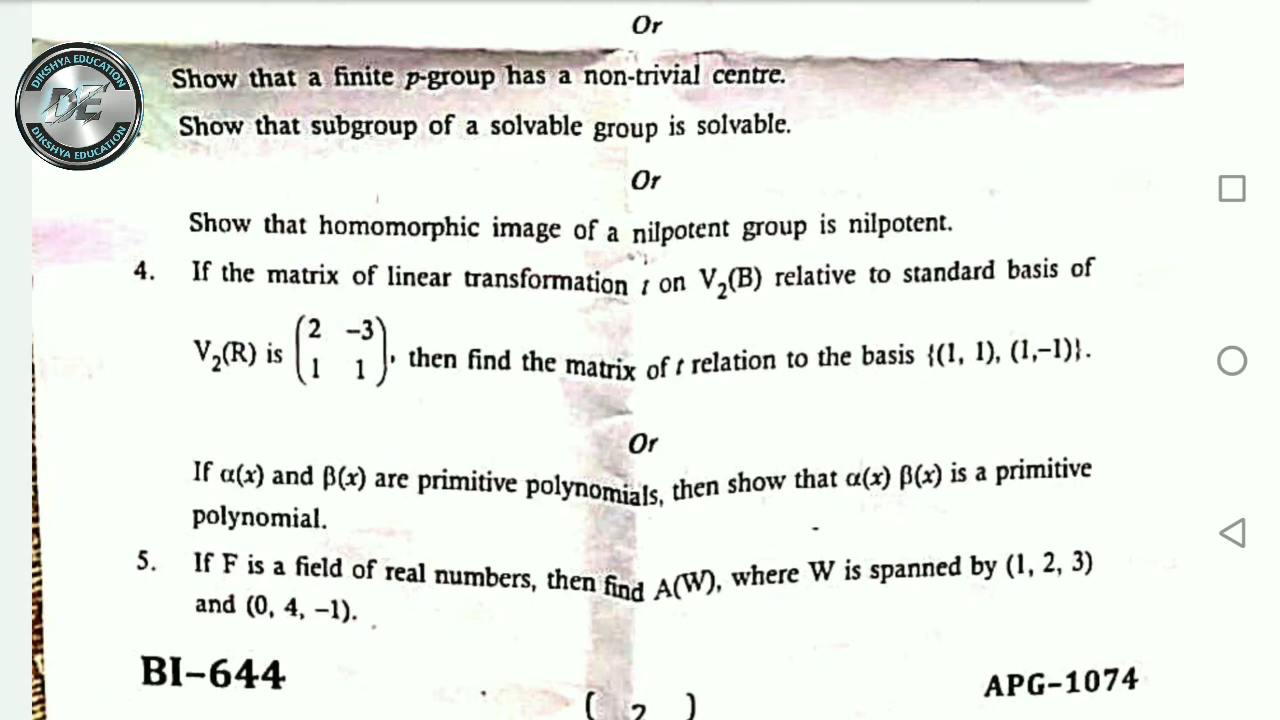 Or
DIKSHYA EDUCATION
DE
DIKSHYA EDUCATION
Show that a finite p-group has a non-trivial centre.
Show that subgroup of a solvable group is solvable.
Or
Show that homomorphic image of a nilpotent group is nilpotent.
4. If the matrix of linear transformation t on V₂(B) relative to standard basis of
V₂(R) is (2 −3
1 1), then find the matrix of t relation to the basis {(1, 1), (1,−1)}.
Or
If α(x) and β(x) are primitive polynomials, then show that α(x) β(x) is a primitive
polynomial.
5. If F is a field of real numbers, then find A(W), where W is spanned by (1, 2, 3)
and (0, 4, −1).
BI–644
( 2 )
APG–1074